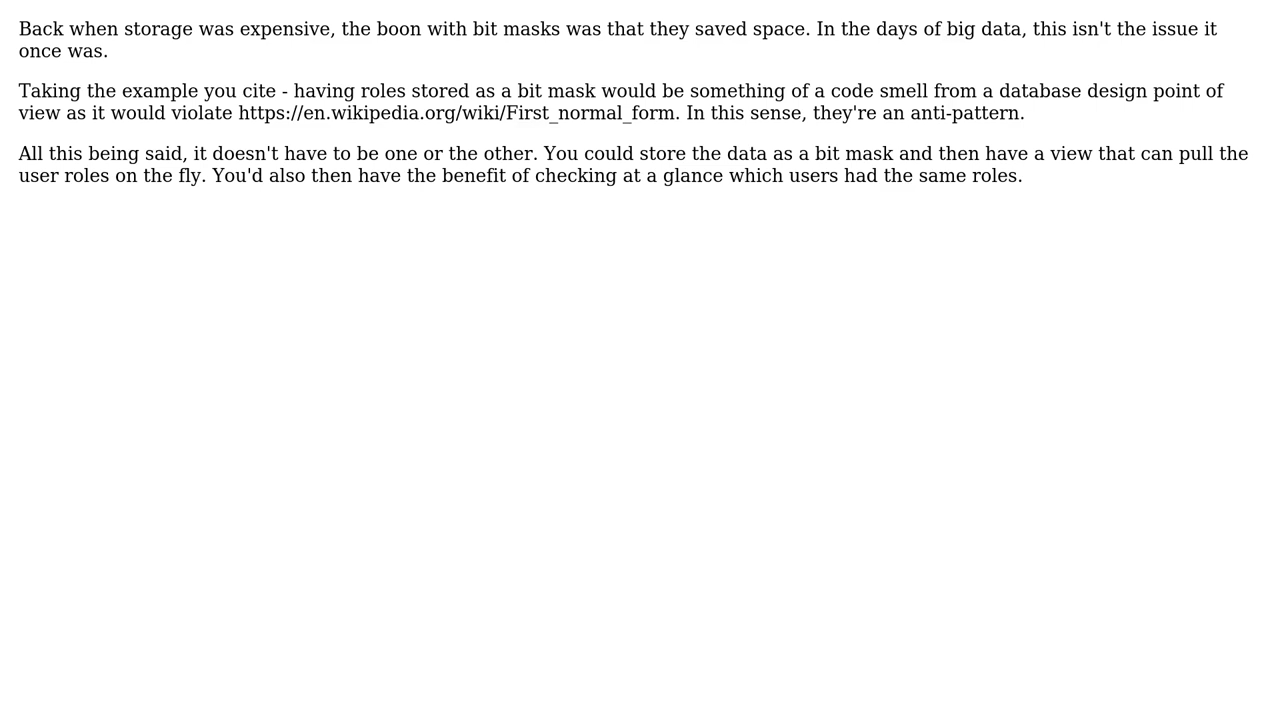 Back when storage was expensive, the boon with bit masks was that they saved space. In the days of big data, this isn't the issue it
once was.
Taking the example you cite - having roles stored as a bit mask would be something of a code smell from a database design point of
view as it would violate https://en.wikipedia.org/wiki/First_normal_form. In this sense, they're an anti-pattern.
All this being said, it doesn't have to be one or the other. You could store the data as a bit mask and then have a view that can pull the
user roles on the fly. You'd also then have the benefit of checking at a glance which users had the same roles.